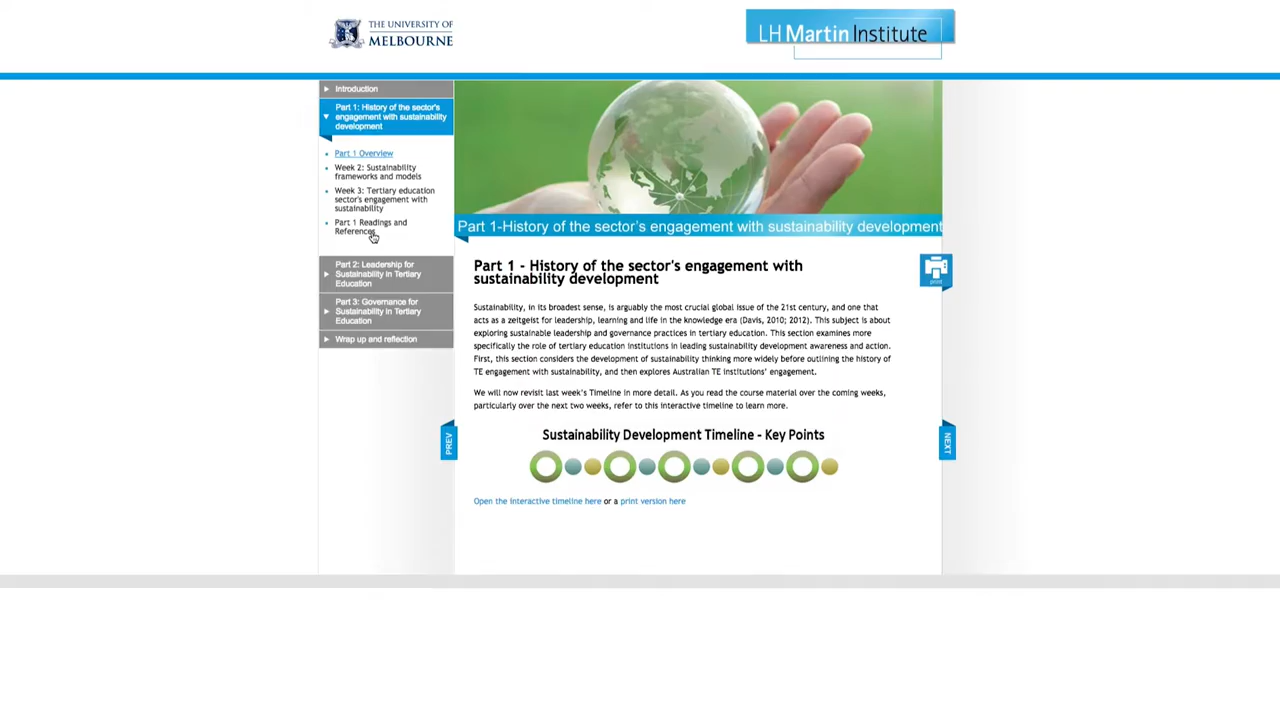 THE UNIVERSITY OF
MELBOURNE
LH Martin Institute
Introduction
Part 1: History of the sector's
engagement with sustainability
development
Part 1 Overview
Week 2: Sustainability
frameworks and models
Week 3: Tertiary education
sector's engagement with
sustainability
Part 1 Readings and
References
Part 2: Leadership for
Sustainability in Tertiary
Education
Part 3: Governance for
Sustainability in Tertiary
Education
Wrap up and reflection
Part 1-History of the sector's engagement with sustainability development
Part 1 - History of the sector's engagement with
sustainability development
print
Sustainability, in its broadest sense, is arguably the most crucial global issue of the 21st century, and one that
acts as a zeitgeist for leadership, learning and life in the knowledge era (Davis, 2010; 2012). This subject is about
exploring sustainable leadership and governance practices in tertiary education. This section examines more
specifically the role of tertiary education institutions in leading sustainability development awareness and action.
First, this section considers the development of sustainability thinking more widely before outlining the history of
TE engagement with sustainability, and then explores Australian TE institutions' engagement.
We will now revisit last week's Timeline in more detail. As you read the course material over the coming weeks,
particularly over the next two weeks, refer to this interactive timeline to learn more.
PREV
NEXT
Sustainability Development Timeline - Key Points
Open the interactive timeline here or a print version here